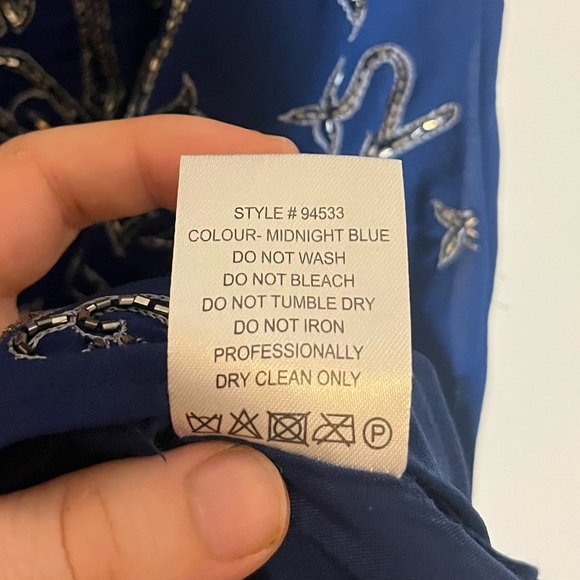 STYLE # 94533
COLOUR- MIDNIGHT BLUE
DO NOT WASH
DO NOT BLEACH
DO NOT TUMBLE DRY
DO NOT IRON
PROFESSIONALLY
DRY CLEAN ONLY
P